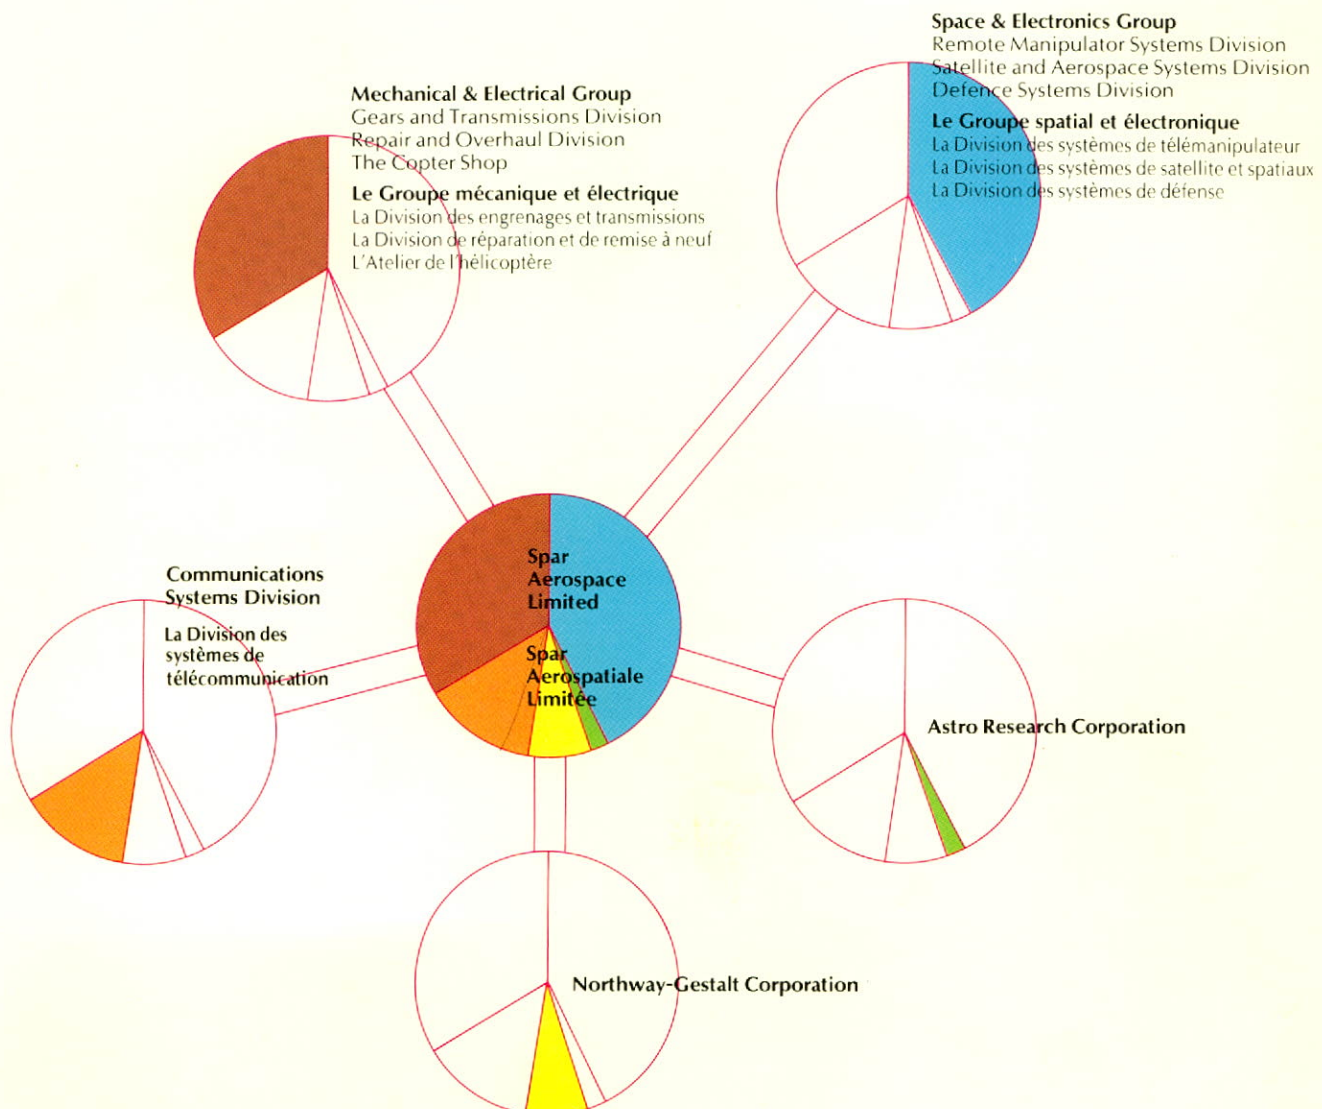 Space & Electronics Group
Remote Manipulator Systems Division
Satellite and Aerospace Systems Division
Defence Systems Division
Le Groupe spatial et électronique
La Division des systèmes de télémanipulateur
La Division des systèmes de satellite et spatiaux
La Division des systèmes de défense
Mechanical & Electrical Group
Gears and Transmissions Division
Repair and Overhaul Division
The Copter Shop
Le Groupe mécanique et électrique
La Division des engrenages et transmissions
La Division de réparation et de remise à neuf
L'Atelier de l'hélicoptère
Spar
Aerospace
Limited
Spar
Aerospatiale
Limitée
Communications
Systems Division
La Division des
systèmes de
télécommunication
Astro Research Corporation
Northway-Gestalt Corporation